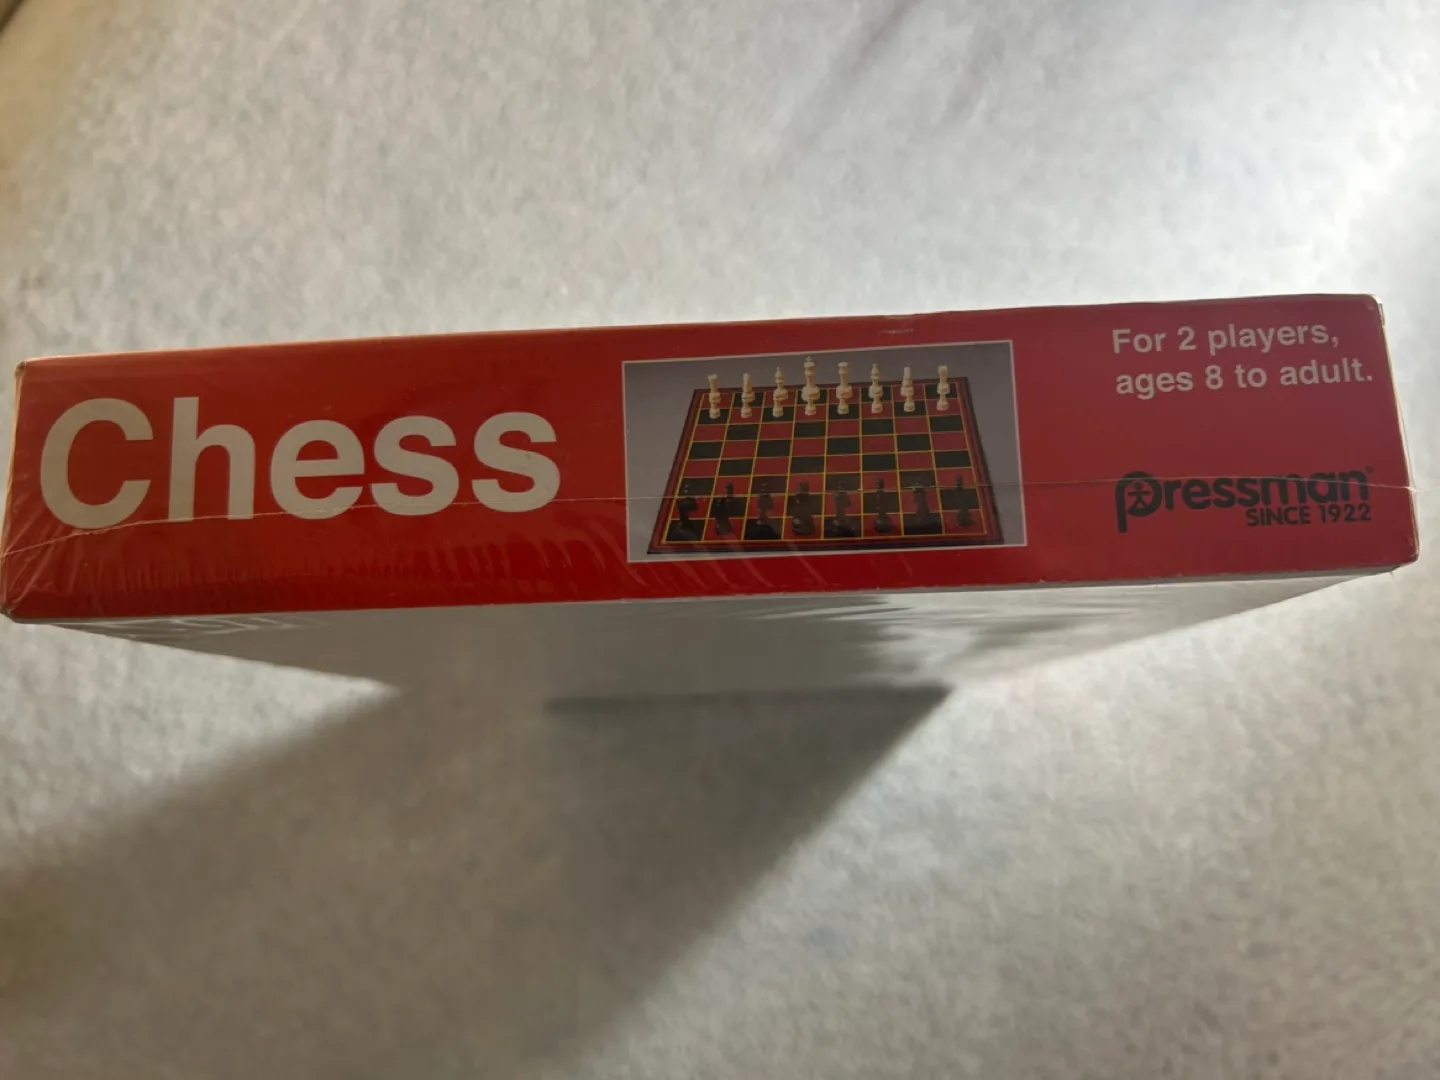 Chess
For 2 players,
ages 8 to adult.
pressman®
SINCE 1922